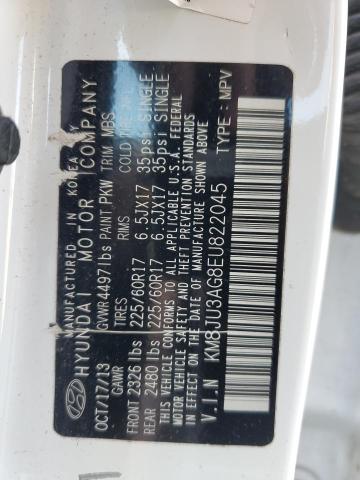 MANUFACTURED IN KOREA
HYUNDAI MOTOR COMPANY
OCT/17/13 GVWR 4497lbs PAINT PKW TRIM MBS
GAWR TIRES RIMS COLD
FRONT 2326 lbs 225/60R17 6.5JX17 35psi SINGLE
REAR 2480 lbs 225/60R17 6.5JX17 35psi SINGLE
THIS VEHICLE CONFORMS TO ALL APPLICABLE U.S.A. FEDERAL
MOTOR VEHICLE SAFETY AND THEFT PREVENTION STANDARDS
IN EFFECT ON THE DATE OF MANUFACTURE SHOWN ABOVE
V.I.N KM8JU3AG8EU822045 TYPE : MPV